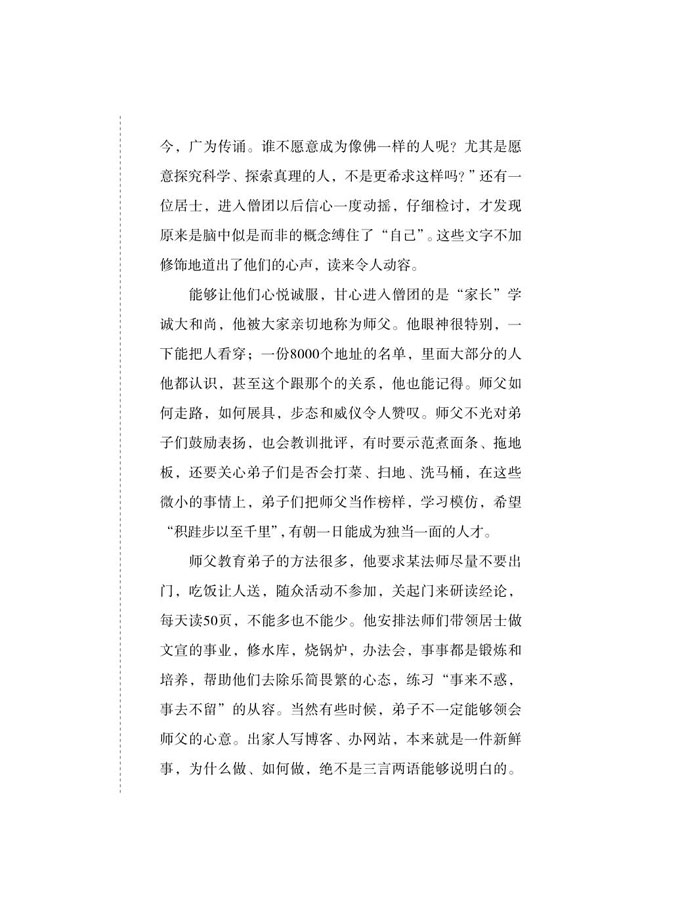 今，广为传诵。谁不愿意成为像佛一样的人呢？尤其是愿
意探究科学、探索真理的人，不是更希求这样吗？”还有一
位居士，进入僧团以后信心一度动摇，仔细检讨，才发现
原来是脑中似是而非的概念缚住了“自己”。这些文字不加
修饰地道出了他们的心声，读来令人动容。
能够让他们心悦诚服，甘心进入僧团的是“家长”学
诚大和尚，他被大家亲切地称为师父。他眼神很特别，一
下能把人看穿；一份8000个地址的名单，里面大部分的人
他都认识，甚至这个跟那个的关系，他也能记得。师父如
何走路，如何展具，步态和威仪令人赞叹。师父不光对弟
子们鼓励表扬，也会教训批评，有时要示范煮面条、拖地
板，还要关心弟子们是否会打菜、扫地、洗马桶，在这些
微小的事情上，弟子们把师父当作榜样，学习模仿，希望
“积跬步以至千里”，有朝一日能成为独当一面的人才。
师父教育弟子的方法很多，他要求某法师尽量不要出
门，吃饭让人送，随众活动不参加，关起门来研读经论，
每天读50页，不能多也不能少。他安排法师们带领居士做
文宣的事业，修水库，烧锅炉，办法会，事事都是锻炼和
培养，帮助他们去除乐简畏繁的心态，练习“事来不惑，
事去不留”的从容。当然有些时候，弟子不一定能够领会
师父的心意。出家人写博客、办网站，本来就是一件新鲜
事，为什么做、如何做，绝不是三言两语能够说明白的。